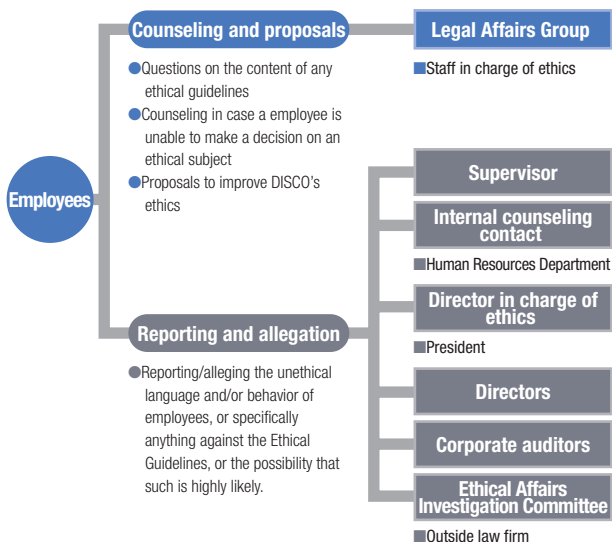 Employees
Counseling and proposals
●Questions on the content of any
ethical guidelines
●Counseling in case a employee is
unable to make a decision on an
ethical subject
●Proposals to improve DISCO's
ethics
Legal Affairs Group
■Staff in charge of ethics
Reporting and allegation
●Reporting/alleging the unethical
language and/or behavior of
employees, or specifically
anything against the Ethical
Guidelines, or the possibility that
such is highly likely.
Supervisor
Internal counseling
contact
■Human Resources Department
Director in charge of
ethics
■President
Directors
Corporate auditors
Ethical Affairs
Investigation Committee
■Outside law firm